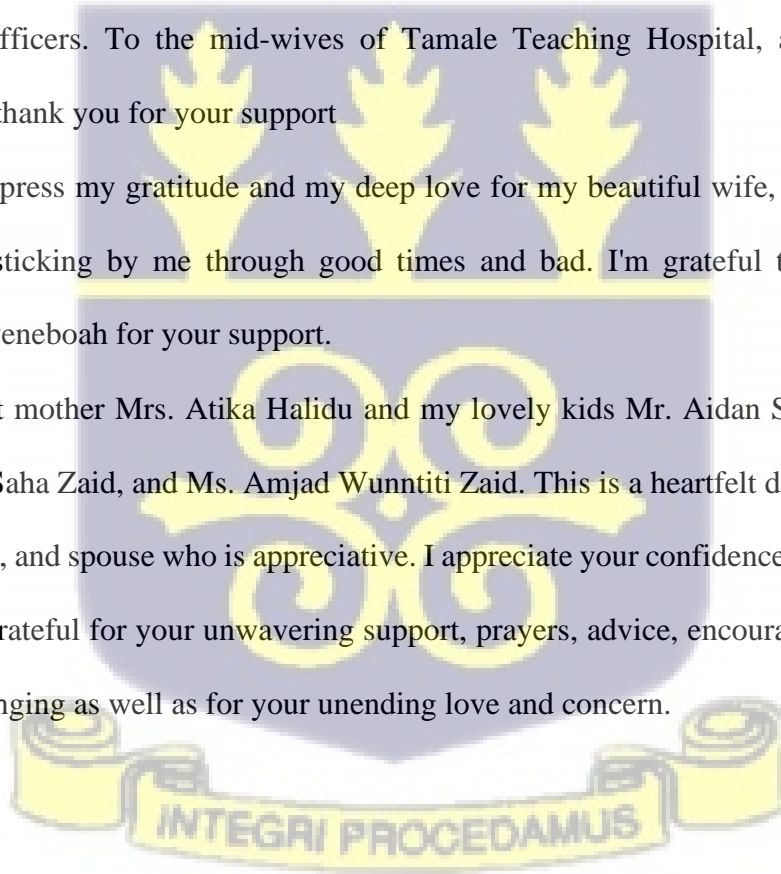 fficers. To the mid-wives of Tamale Teaching Hospital, a
thank you for your support
press my gratitude and my deep love for my beautiful wife,
sticking by me through good times and bad. I'm grateful t
eneboah for your support.
t mother Mrs. Atika Halidu and my lovely kids Mr. Aidan S
Saha Zaid, and Ms. Amjad Wunntiti Zaid. This is a heartfelt d
, and spouse who is appreciative. I appreciate your confidence
rateful for your unwavering support, prayers, advice, encoura
nging as well as for your unending love and concern.
INTEGRI PROCEDAMUS